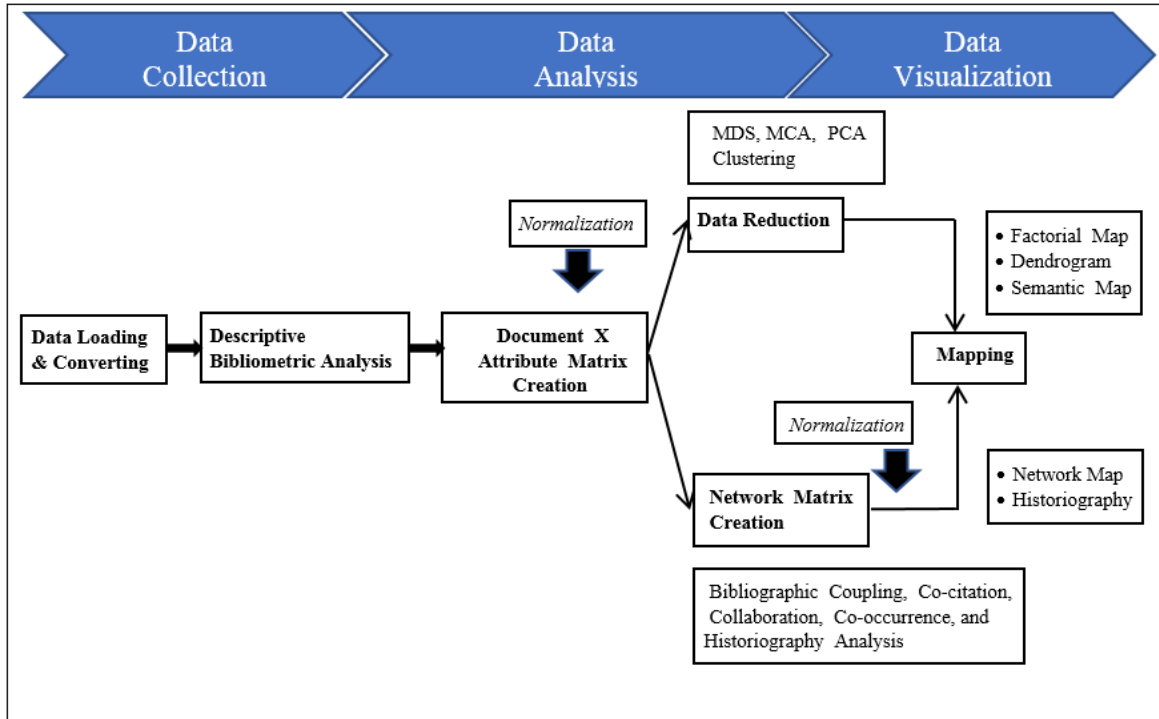 Data
Collection
Data
Analysis
Data
Visualization
MDS, MCA, PCA
Clustering
Normalization
Data Reduction
• Factorial Map
• Dendrogram
• Semantic Map
Data Loading
& Converting
Descriptive
Bibliometric Analysis
Document X
Attribute Matrix
Creation
Mapping
Normalization
Network Matrix
Creation
• Network Map
• Historiography
Bibliographic Coupling, Co-citation,
Collaboration, Co-occurrence, and
Historiography Analysis